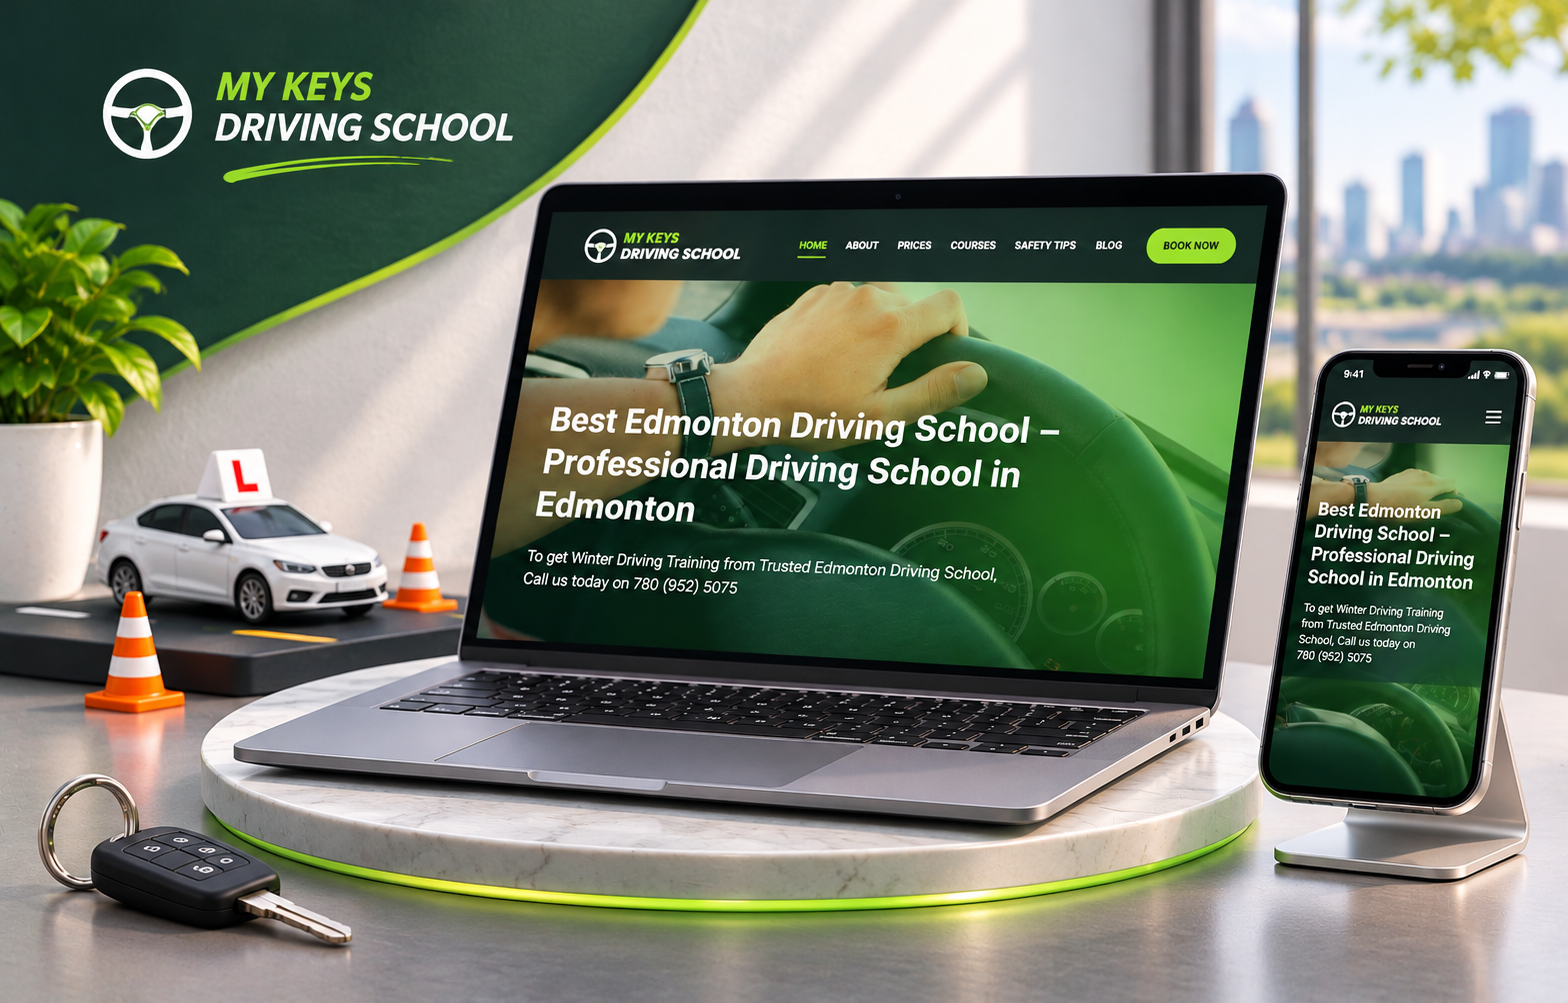 MY KEYS
DRIVING SCHOOL
MY KEYS
DRIVING SCHOOL
HOME
ABOUT
PRICES
COURSES
SAFETY TIPS
BLOG
BOOK NOW
Best Edmonton Driving School –
Professional Driving School in
Edmonton
To get Winter Driving Training from Trusted Edmonton Driving School,
Call us today on 780 (952) 5075
L
9:41
MY KEYS
DRIVING SCHOOL
Best Edmonton
Driving School –
Professional Driving
School in Edmonton
To get Winter Driving Training
from Trusted Edmonton Driving
School, Call us today on
780 (952) 5075